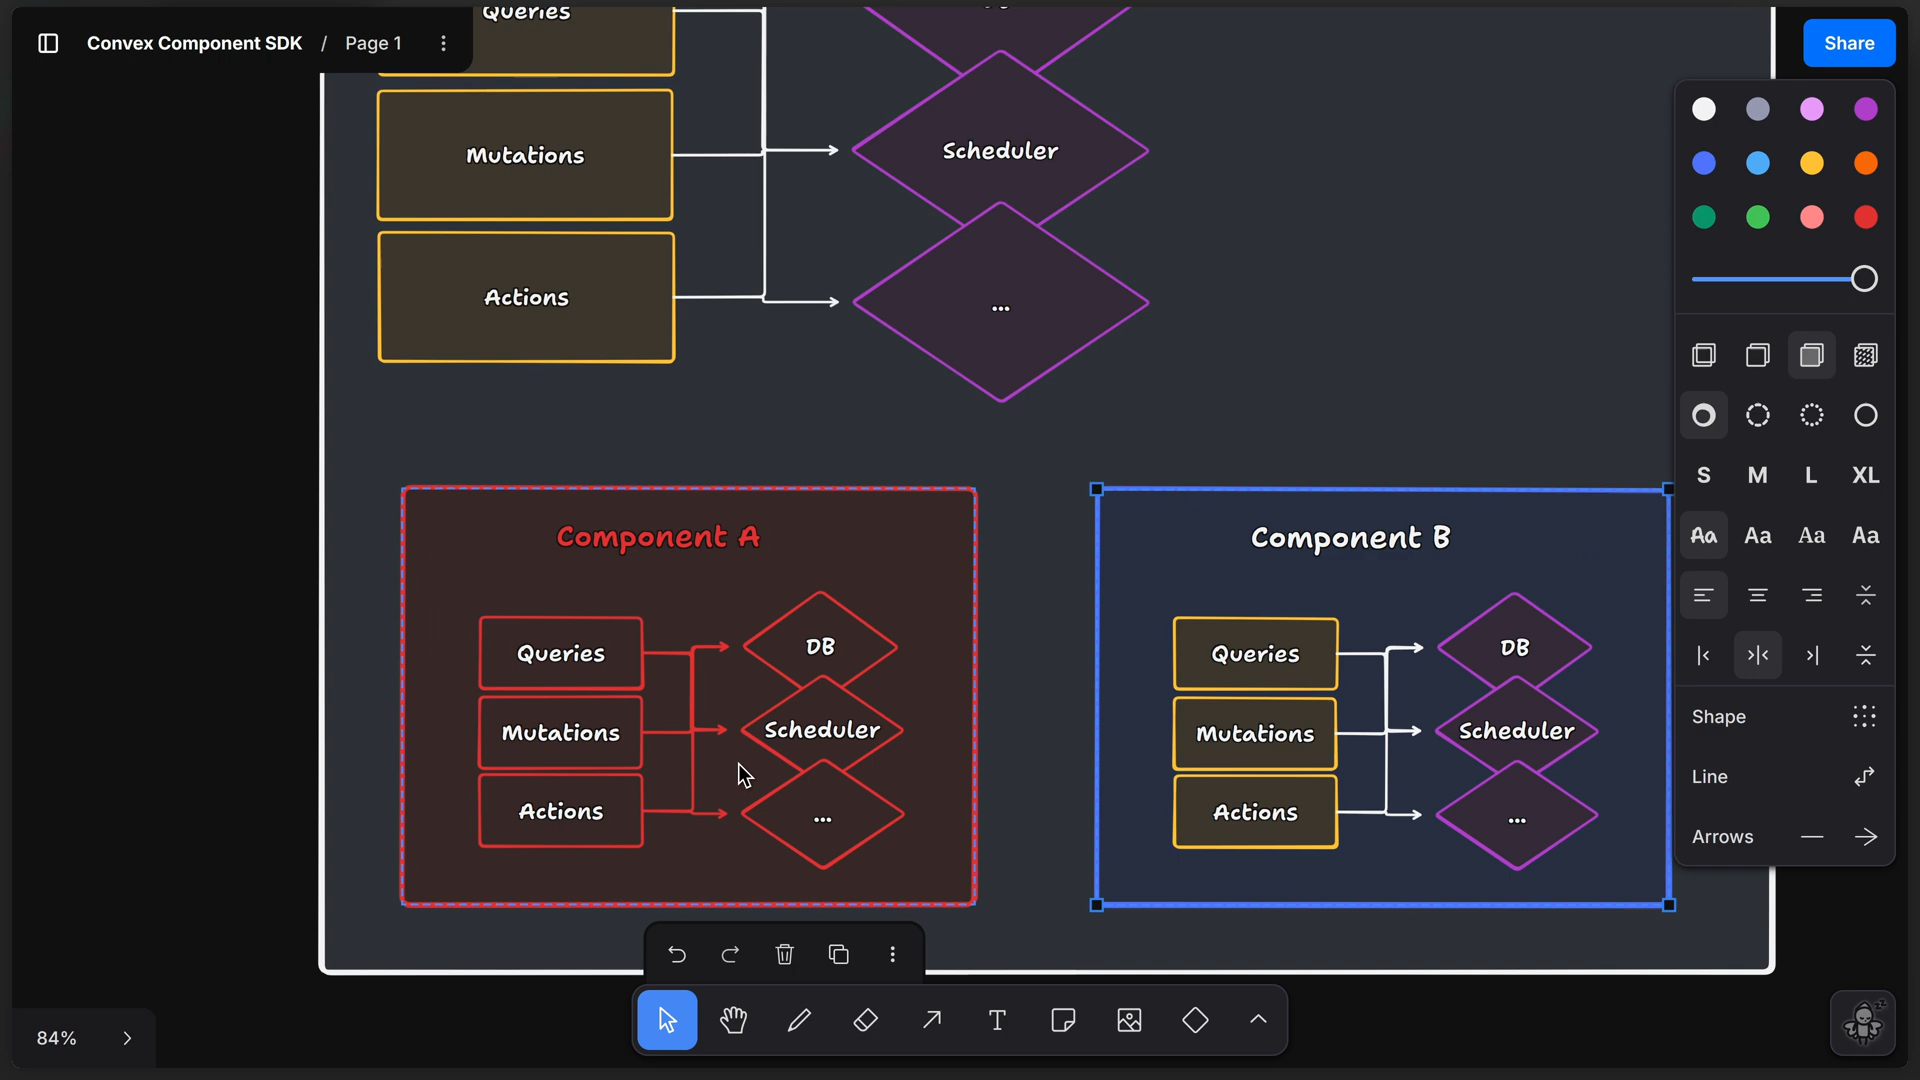 Queries
Convex Component SDK / Page 1
Share
Mutations
Scheduler
Actions
...
S M L XL
Component A
Component B
Aa Aa Aa Aa
Queries
DB
Queries
DB
Mutations
Scheduler
Mutations
Scheduler
Actions
...
Actions
...
Shape
Line
Arrows
84%